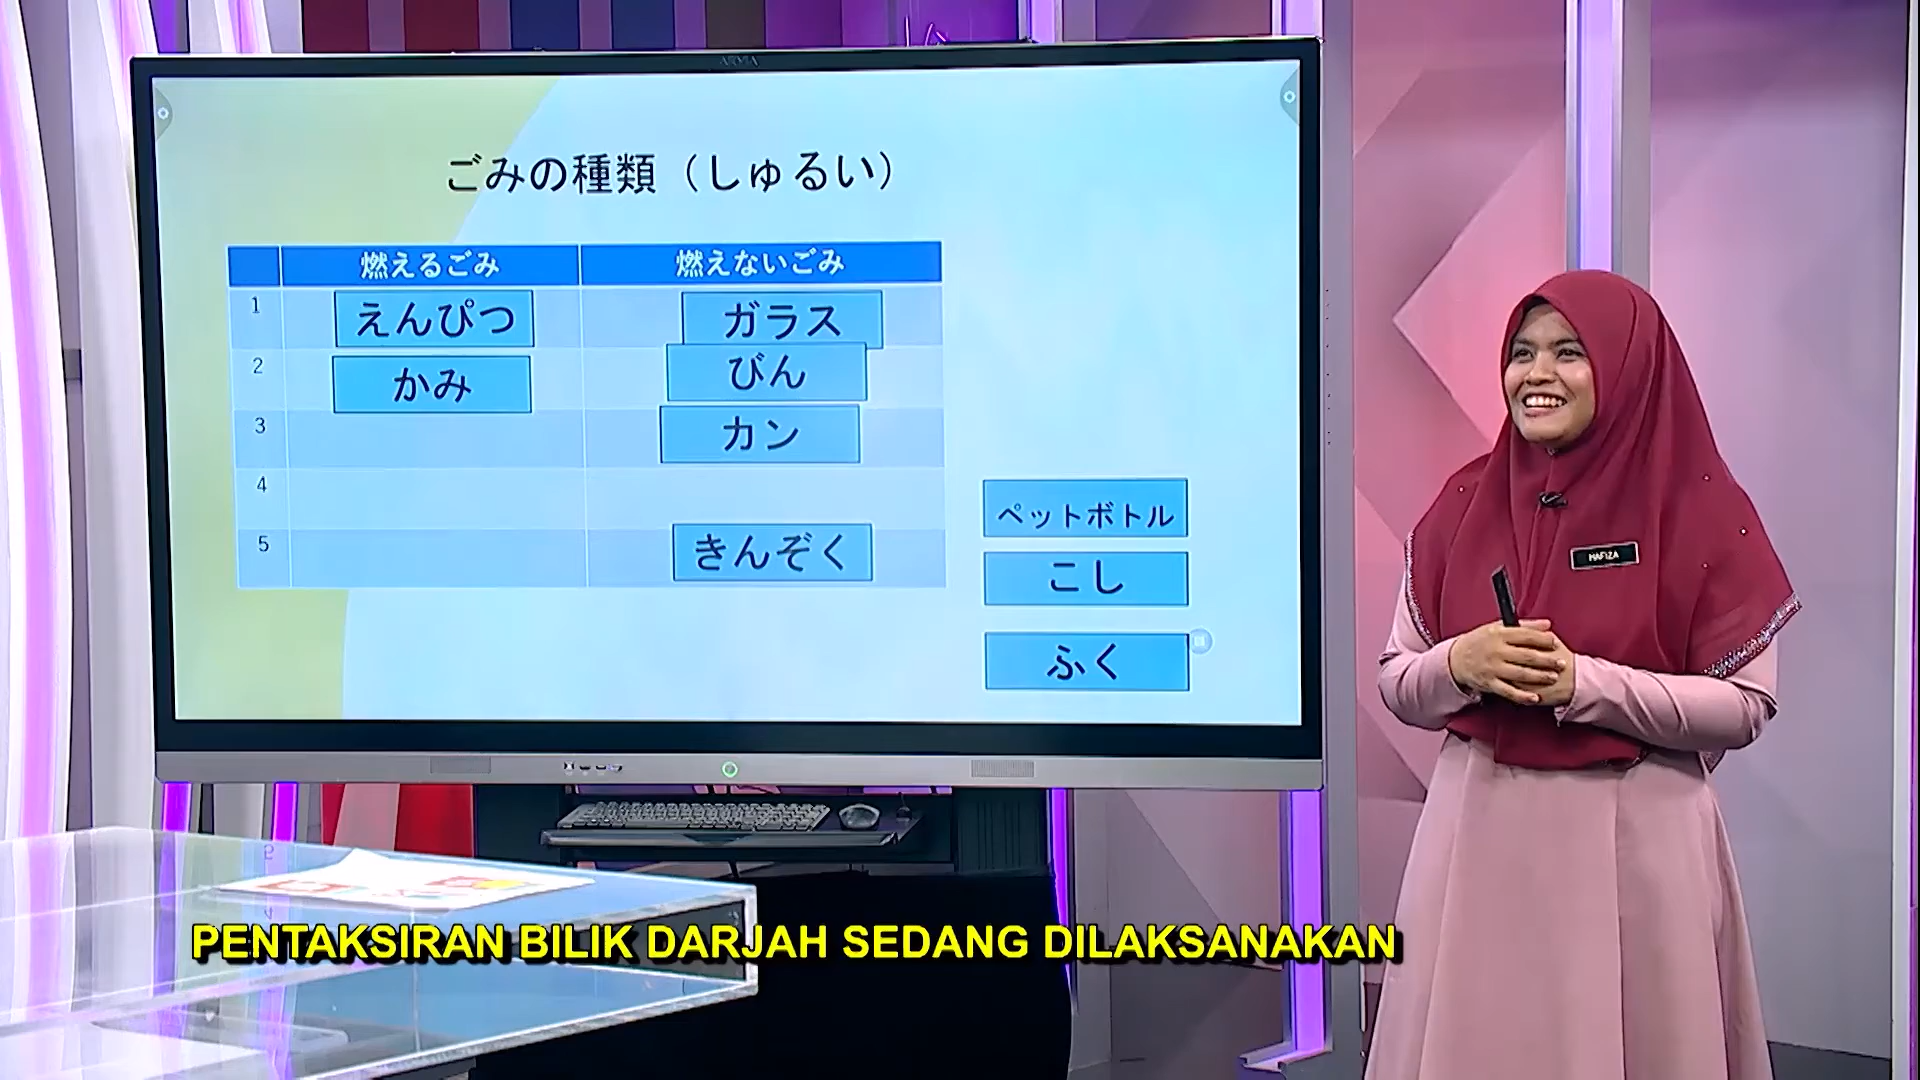 ごみの種類（しゅるい）
燃えるごみ 燃えないごみ
1 えんぴつ ガラス
2 かみ びん
3 カン
4
5 きんぞく
ペットボトル
こし
ふく
HAFIZA
PENTAKSIRAN BILIK DARJAH SEDANG DILAKSANAKAN